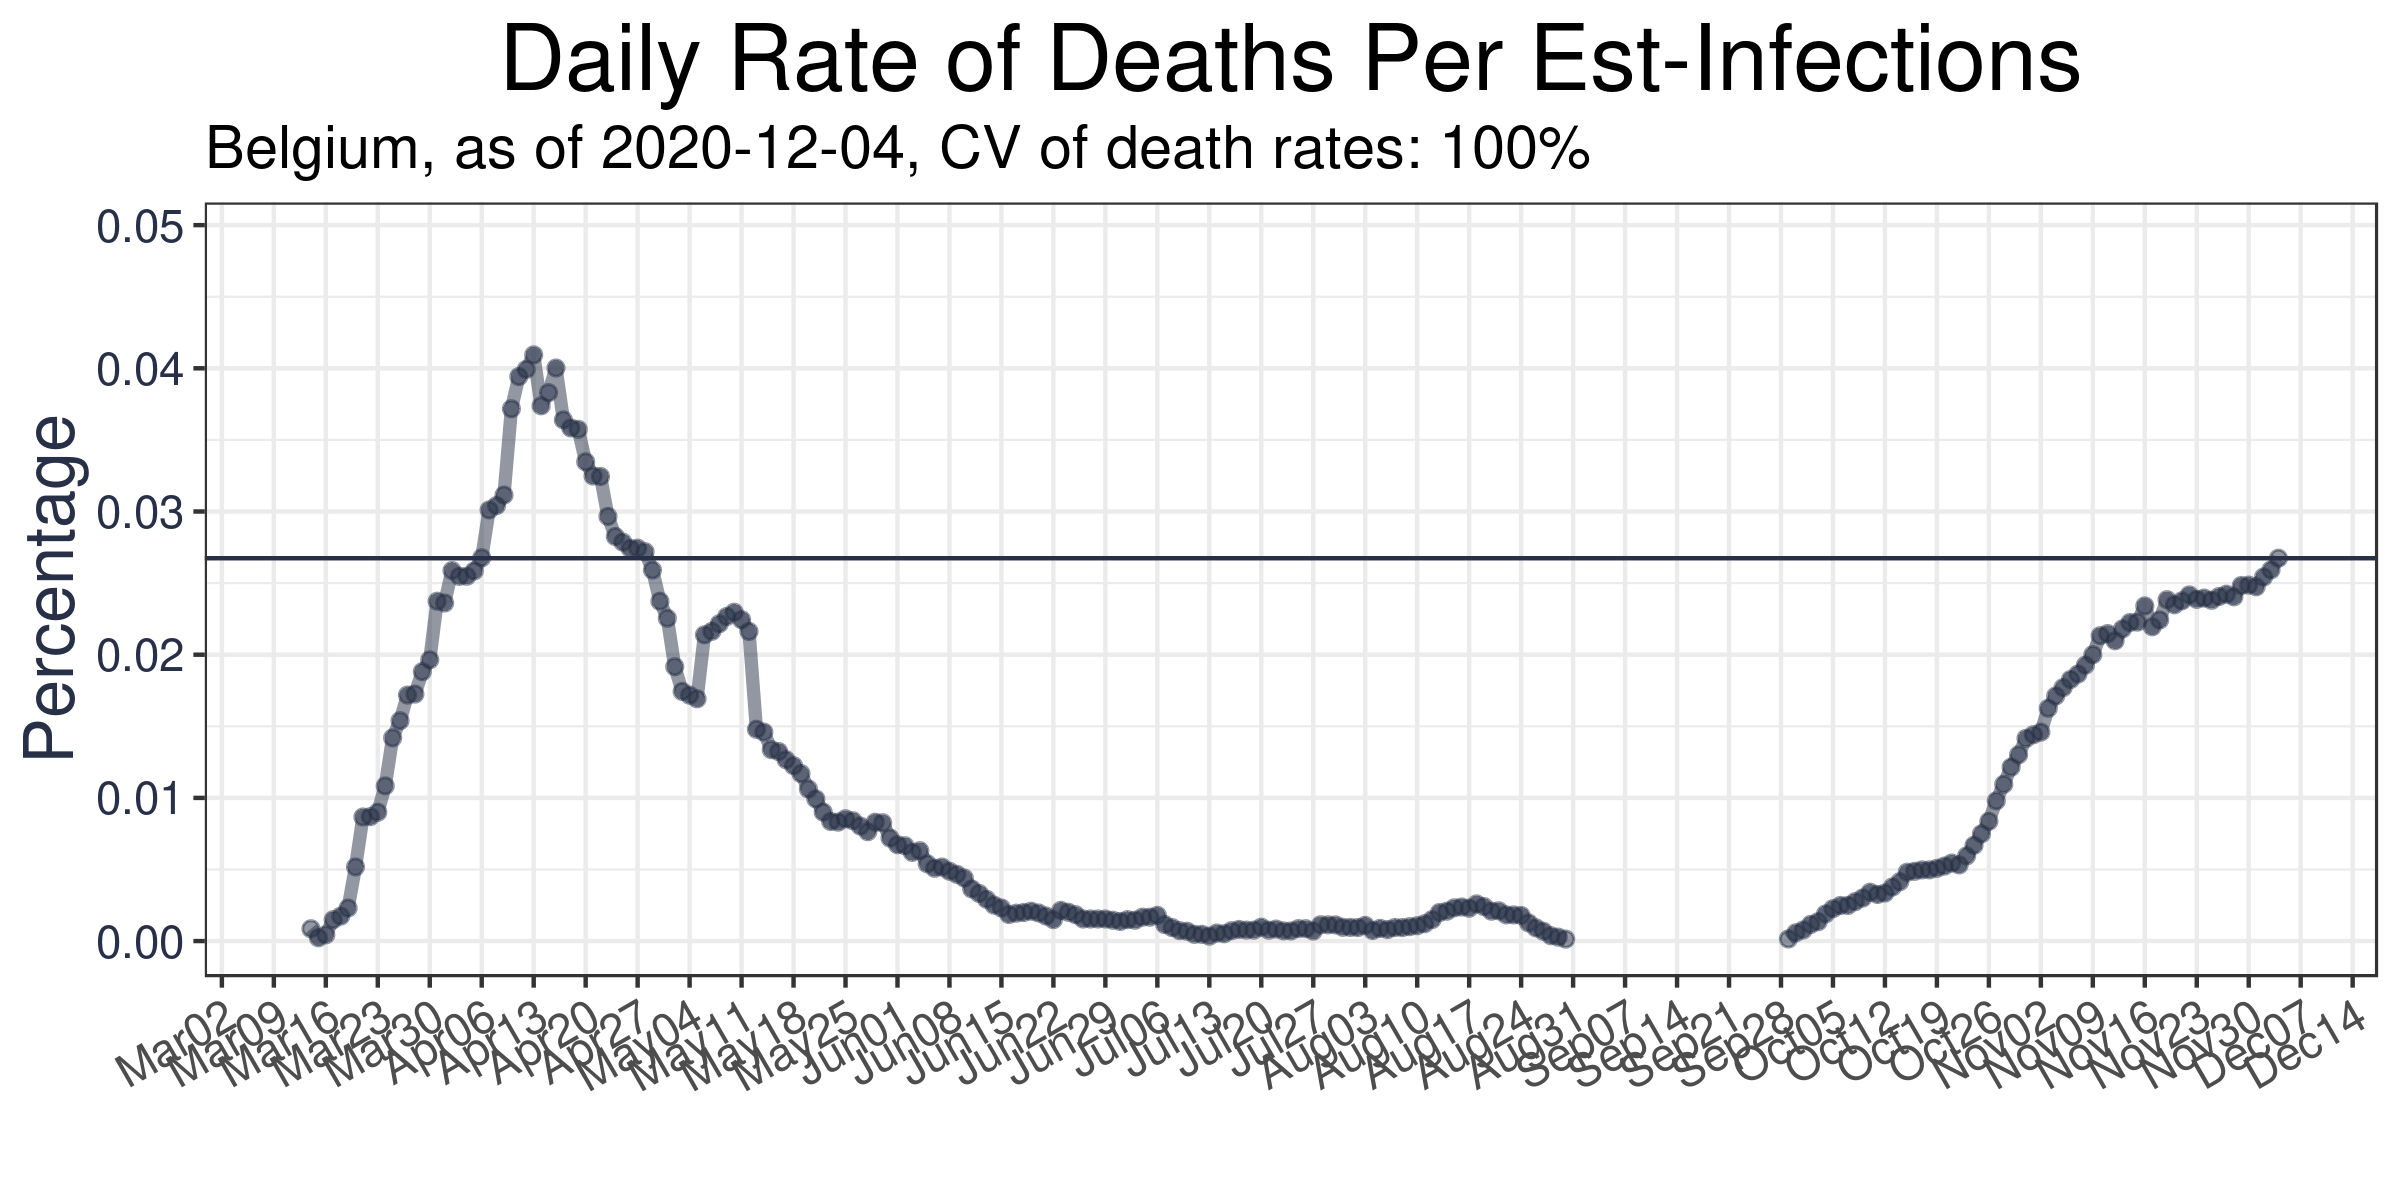 Daily Rate of Deaths Per Est-Infections
Belgium, as of 2020-12-04, CV of death rates: 100%
Percentage
0.05
0.04
0.03
0.02
0.01
0.00
Mar02
Mar09
Mar16
Mar23
Mar30
Apr06
Apr13
Apr20
Apr27
May04
May11
May18
May25
Jun01
Jun08
Jun15
Jun22
Jun29
Jul06
Jul13
Jul20
Jul27
Aug03
Aug10
Aug17
Aug24
Aug31
Sep07
Sep14
Sep21
Sep28
Oct05
Oct12
Oct19
Oct26
Nov02
Nov09
Nov16
Nov23
Nov30
Dec07
Dec14